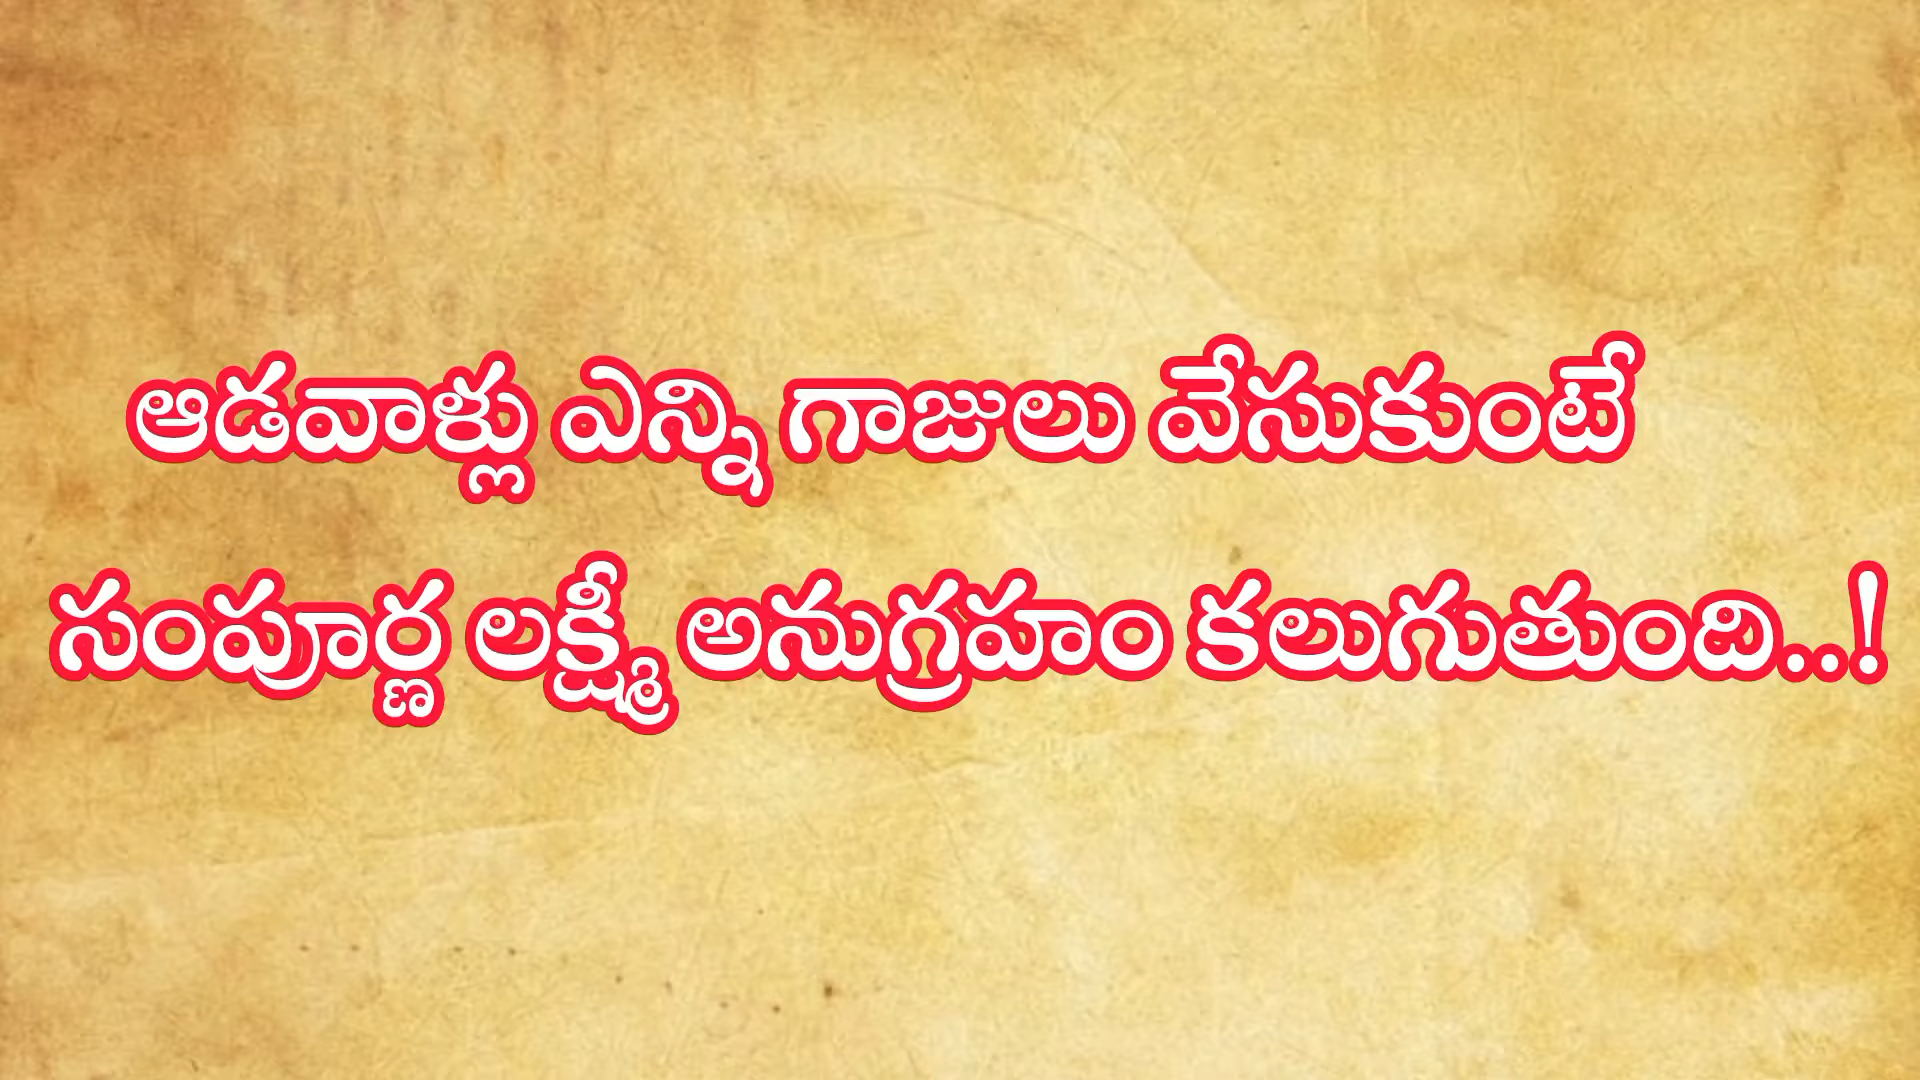 ఆడవాళ్లు ఎన్ని గాజులు వేసుకుంటే
సంపూర్ణ లక్ష్మీ అనుగ్రహం కలుగుతుంది..!